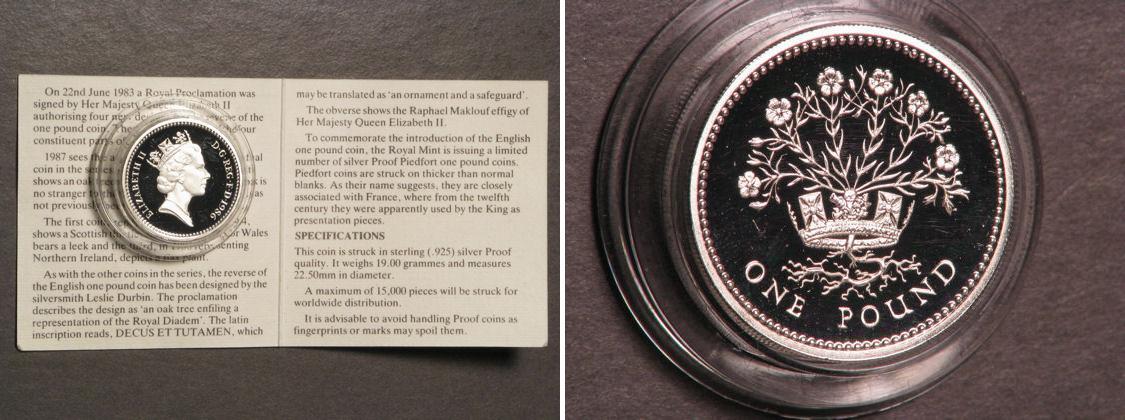 On 22nd June 1983 a Royal Proclamation was
signed by Her Majesty Queen Elizabeth II
authorising four new of the
one pound coin four
constituent parts of
1987 sees
coin in the series
shows an oak tree is
no stranger to the as
not previous
The first coin
shows a Scottish or Wales
bears a leek and the third, in representing
Northern Ireland, depicts a flax plant.
As with the other coins in the series, the reverse of
the English one pound coin has been designed by the
silversmith Leslie Durbin. The proclamation
describes the design as 'an oak tree enfiling a
representation of the Royal Diadem'. The latin
inscription reads, DECUS ET TUTAMEN, which
ELIZABETH II D·G·REG·F·D·1986
may be translated as 'an ornament and a safeguard'.
The obverse shows the Raphael Maklouf effigy of
Her Majesty Queen Elizabeth II.
To commemorate the introduction of the English
one pound coin, the Royal Mint is issuing a limited
number of silver Proof Piedfort one pound coins.
Piedfort coins are struck on thicker than normal
blanks. As their name suggests, they are closely
associated with France, where from the twelfth
century they were apparently used by the King as
presentation pieces.
SPECIFICATIONS
This coin is struck in sterling (.925) silver Proof
quality. It weighs 19.00 grammes and measures
22.50mm in diameter.
A maximum of 15,000 pieces will be struck for
worldwide distribution.
It is advisable to avoid handling Proof coins as
fingerprints or marks may spoil them.
ONE POUND